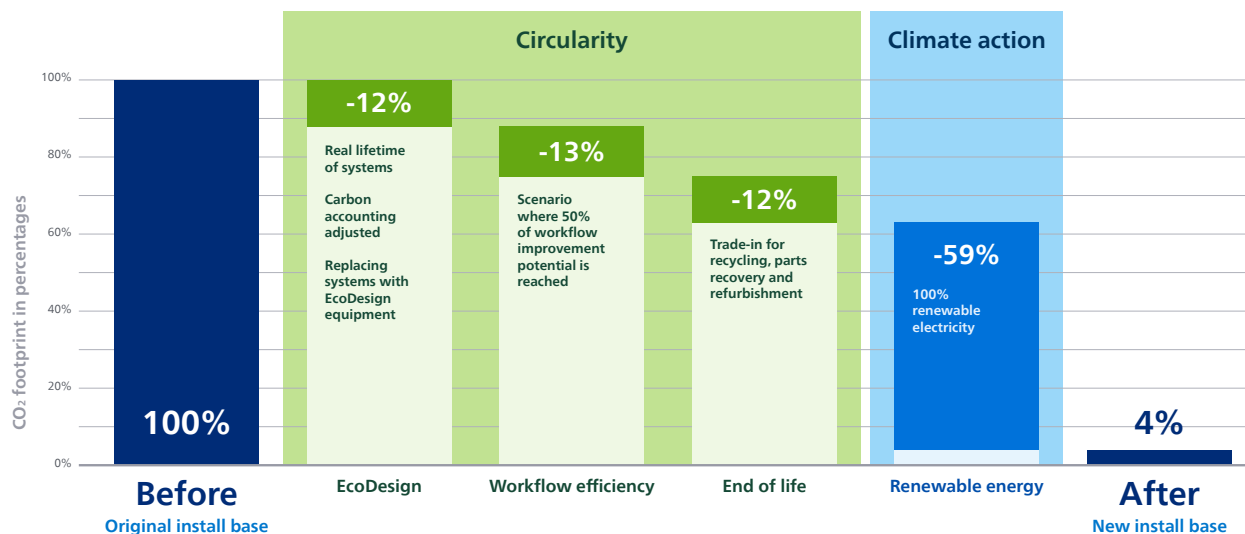 Circularity
Climate action
CO₂ footprint in percentages
100%
80%
60%
40%
20%
0%
100%
-12%
Real lifetime
of systems
Carbon
accounting
adjusted
Replacing
systems with
EcoDesign
equipment
-13%
Scenario
where 50%
of workflow
improvement
potential is
reached
-12%
Trade-in for
recycling, parts
recovery and
refurbishment
-59%
100%
renewable
electricity
4%
Before
Original install base
EcoDesign
Workflow efficiency
End of life
Renewable energy
After
New install base